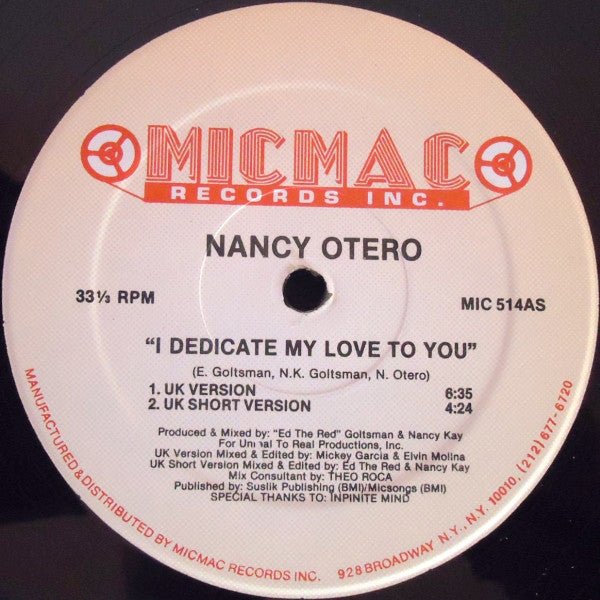 MICMAC
RECORDS INC.
NANCY OTERO
33⅓ RPM
MIC 514AS
"I DEDICATE MY LOVE TO YOU"
(E. Goltsman, N.K. Goltsman, N. Otero)
1. UK VERSION 6:35
2. UK SHORT VERSION 4:24
Produced & Mixed by: "Ed The Red" Goltsman & Nancy Kay
For To Real Productions, Inc.
UK Version Mixed & Edited by: Mickey Garcia & Elvin Molina
UK Short Version Mixed & Edited by: Ed The Red & Nancy Kay
Mix Consultant by: THEO ROCA
Published by: Suslik Publishing (BMI)/Micsongs (BMI)
SPECIAL THANKS TO: INPINITE MIND
MANUFACTURED & DISTRIBUTED BY MICMAC RECORDS INC. 928 BROADWAY N.Y., N.Y. 10010, (212) 677-6720